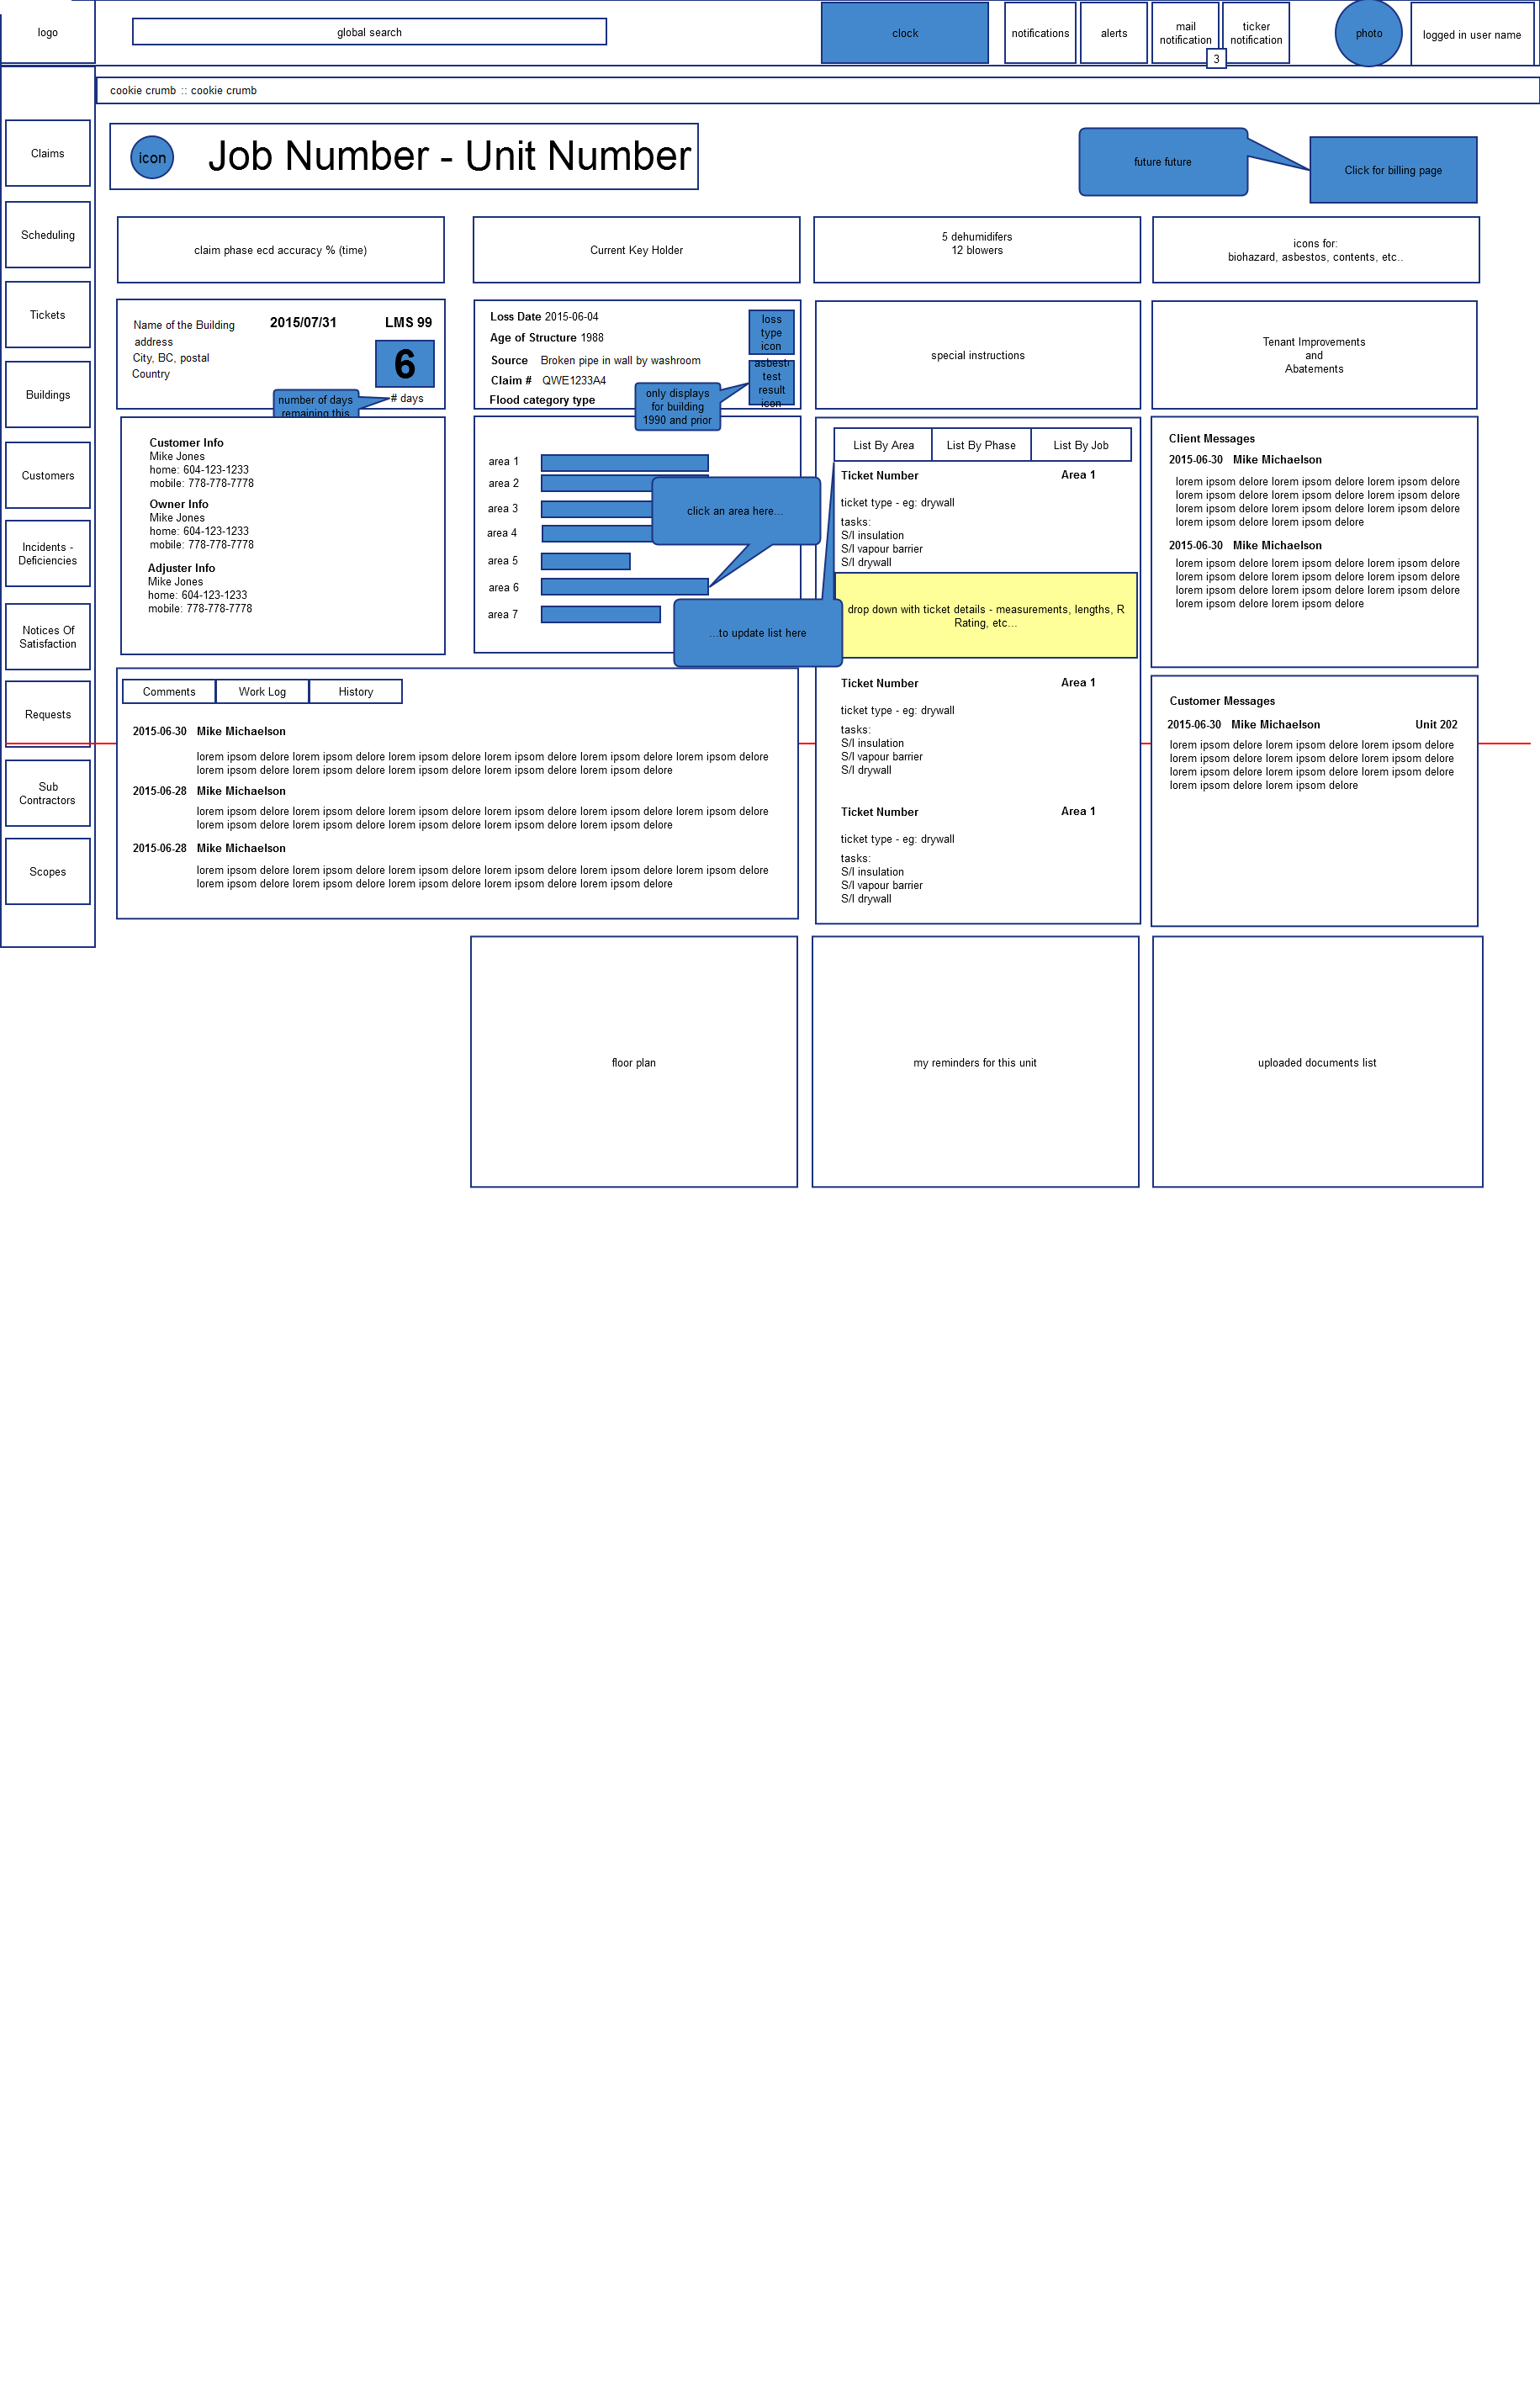 logo
global search
clock
notifications
alerts
mail
notification
3
ticker
notification
photo
logged in user name
cookie crumb :: cookie crumb
icon
Job Number - Unit Number
future future
Click for billing page
Claims
Scheduling
Tickets
Buildings
Customers
Incidents -
Deficiencies
Notices Of
Satisfaction
Requests
Sub
Contractors
Scopes
claim phase ecd accuracy % (time)
Current Key Holder
5 dehumidifers
12 blowers
icons for:
biohazard, asbestos, contents, etc..
Name of the Building
address
City, BC, postal
Country
2015/07/31
LMS 99
6
# days
number of days
remaining this
Loss Date 2015-06-04
Age of Structure 1988
Source Broken pipe in wall by washroom
Claim # QWE1233A4
Flood category type
loss
type
icon
test
result
icon
only displays
for building
1990 and prior
special instructions
Tenant Improvements
and
Abatements
Customer Info
Mike Jones
home: 604-123-1233
mobile: 778-778-7778
Owner Info
Mike Jones
home: 604-123-1233
mobile: 778-778-7778
Adjuster Info
Mike Jones
home: 604-123-1233
mobile: 778-778-7778
area 1
area 2
area 3
area 4
area 5
area 6
area 7
click an area here...
...to update list here
List By Area
List By Phase
List By Job
Ticket Number Area 1
ticket type - eg: drywall
tasks:
S/I insulation
S/I vapour barrier
S/I drywall
drop down with ticket details - measurements, lengths, R
Rating, etc...
Ticket Number Area 1
ticket type - eg: drywall
tasks:
S/I insulation
S/I vapour barrier
S/I drywall
Ticket Number Area 1
ticket type - eg: drywall
tasks:
S/I insulation
S/I vapour barrier
S/I drywall
Client Messages
2015-06-30 Mike Michaelson
lorem ipsom delore lorem ipsom delore lorem ipsom delore
lorem ipsom delore lorem ipsom delore lorem ipsom delore
lorem ipsom delore lorem ipsom delore lorem ipsom delore
lorem ipsom delore lorem ipsom delore
2015-06-30 Mike Michaelson
lorem ipsom delore lorem ipsom delore lorem ipsom delore
lorem ipsom delore lorem ipsom delore lorem ipsom delore
lorem ipsom delore lorem ipsom delore lorem ipsom delore
lorem ipsom delore lorem ipsom delore
Customer Messages
2015-06-30 Mike Michaelson Unit 202
lorem ipsom delore lorem ipsom delore lorem ipsom delore
lorem ipsom delore lorem ipsom delore lorem ipsom delore
lorem ipsom delore lorem ipsom delore lorem ipsom delore
lorem ipsom delore lorem ipsom delore
Comments
Work Log
History
2015-06-30 Mike Michaelson
lorem ipsom delore lorem ipsom delore lorem ipsom delore lorem ipsom delore lorem ipsom delore lorem ipsom delore
lorem ipsom delore lorem ipsom delore lorem ipsom delore lorem ipsom delore lorem ipsom delore
2015-06-28 Mike Michaelson
lorem ipsom delore lorem ipsom delore lorem ipsom delore lorem ipsom delore lorem ipsom delore lorem ipsom delore
lorem ipsom delore lorem ipsom delore lorem ipsom delore lorem ipsom delore lorem ipsom delore
2015-06-28 Mike Michaelson
lorem ipsom delore lorem ipsom delore lorem ipsom delore lorem ipsom delore lorem ipsom delore lorem ipsom delore
lorem ipsom delore lorem ipsom delore lorem ipsom delore lorem ipsom delore lorem ipsom delore
floor plan
my reminders for this unit
uploaded documents list